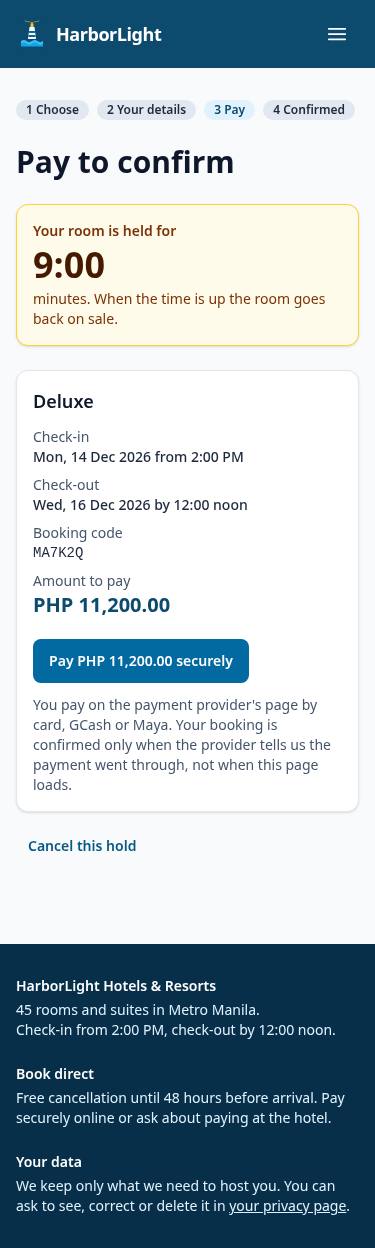 HarborLight
1 Choose
2 Your details
3 Pay
4 Confirmed
Pay to confirm
Your room is held for
9:00
minutes. When the time is up the room goes
back on sale.
Deluxe
Check-in
Mon, 14 Dec 2026 from 2:00 PM
Check-out
Wed, 16 Dec 2026 by 12:00 noon
Booking code
MA7K2Q
Amount to pay
PHP 11,200.00
Pay PHP 11,200.00 securely
You pay on the payment provider's page by
card, GCash or Maya. Your booking is
confirmed only when the provider tells us the
payment went through, not when this page
loads.
Cancel this hold
HarborLight Hotels & Resorts
45 rooms and suites in Metro Manila.
Check-in from 2:00 PM, check-out by 12:00 noon.
Book direct
Free cancellation until 48 hours before arrival. Pay
securely online or ask about paying at the hotel.
Your data
We keep only what we need to host you. You can
ask to see, correct or delete it in your privacy page.